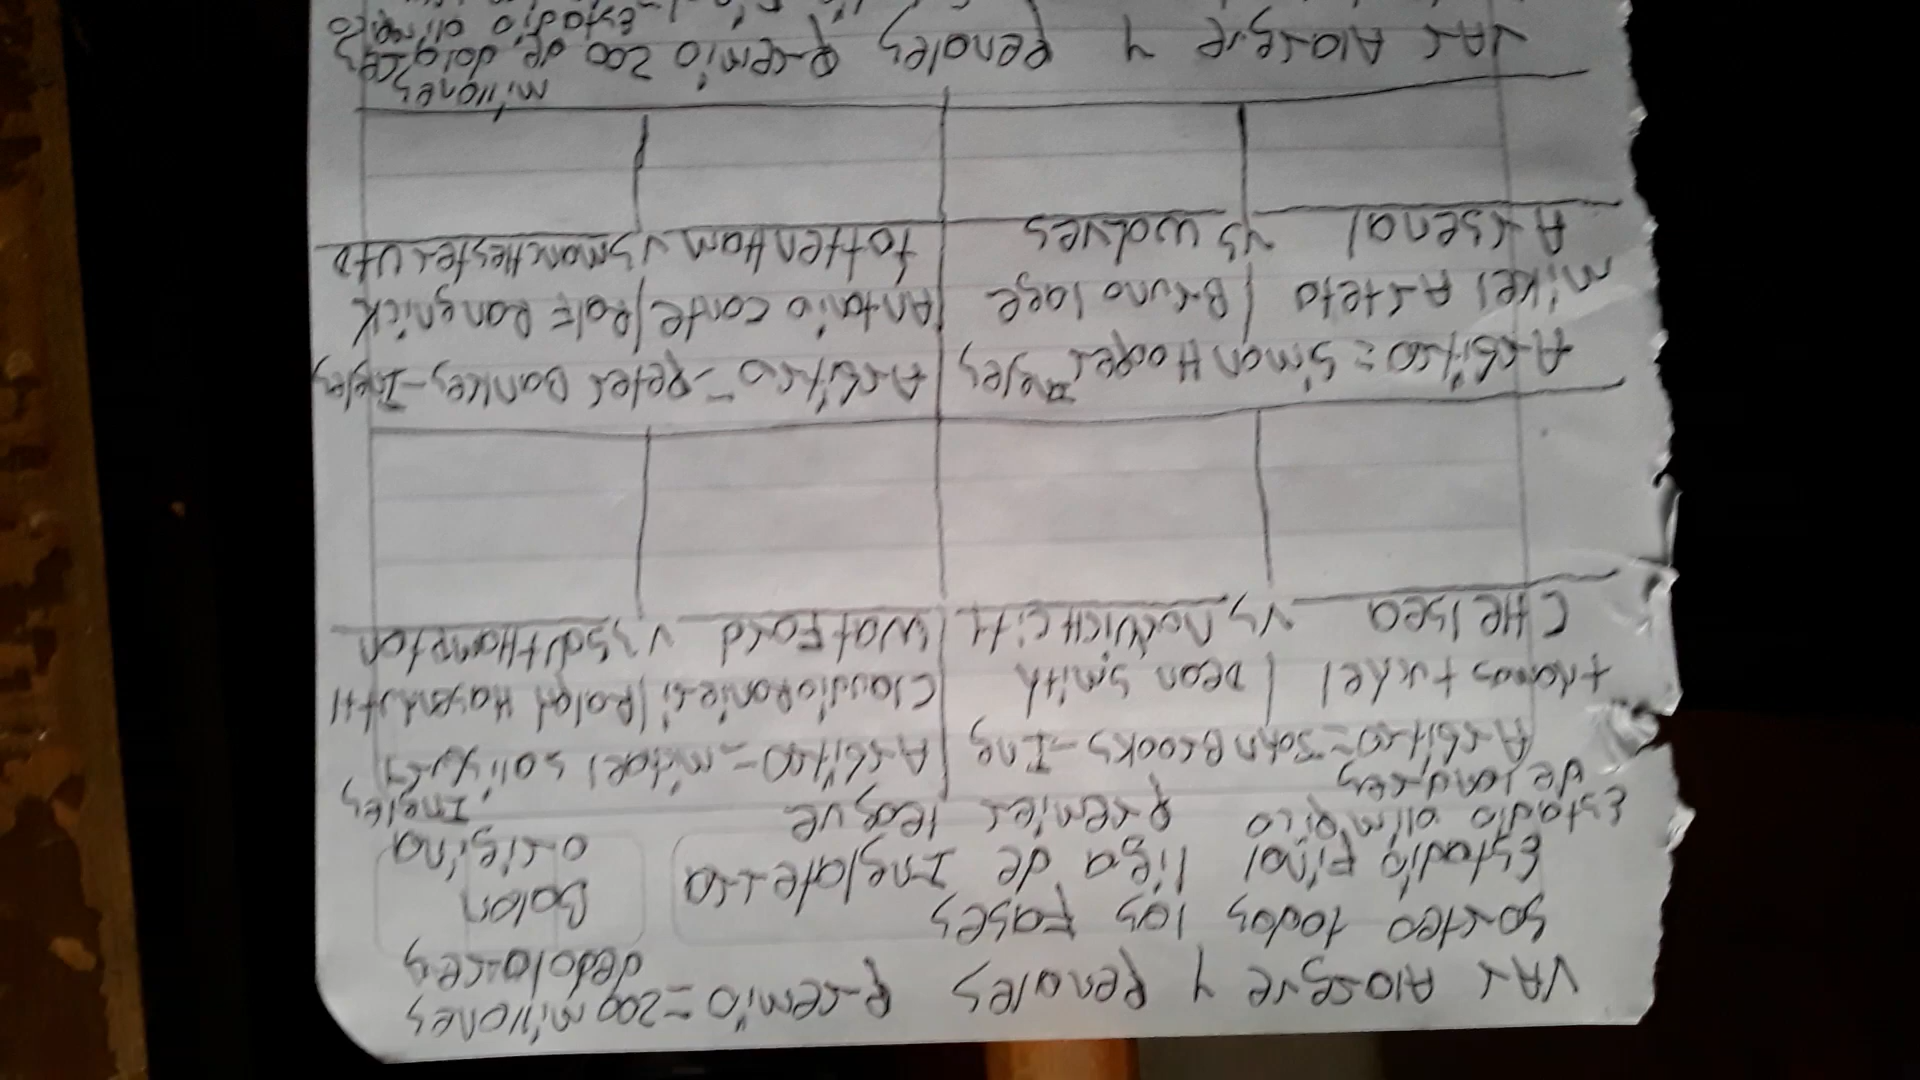 VAR Alargue y Penales Premio = 200 millones
de dolares
sorteo todos las Fases
Balon
Estadio Final liga de Inglaterra
origina
Estadio olimpico Premier league
de londres
Arbitro = John Brooks - Ing
Arbitro = michael salisbury
Ingles
thomas tuchel | Dean Smith
Claudio Ranieri | Ralph Hasenhuttl
CHelsea vs NorWicH City
WatFord vs SoutHampton
Arbitro = Simon Hooper Ingles
Arbitro = Peter Bankes - Ingles
mikel Arteta | Bruno lage
Antonio conte | Ralf Rangnick
Arsenal vs wolves
tottenHam vs mancHester UTD
millones
VAR Alargue y Penales Premio 200 de dolares
Estadio olimpico